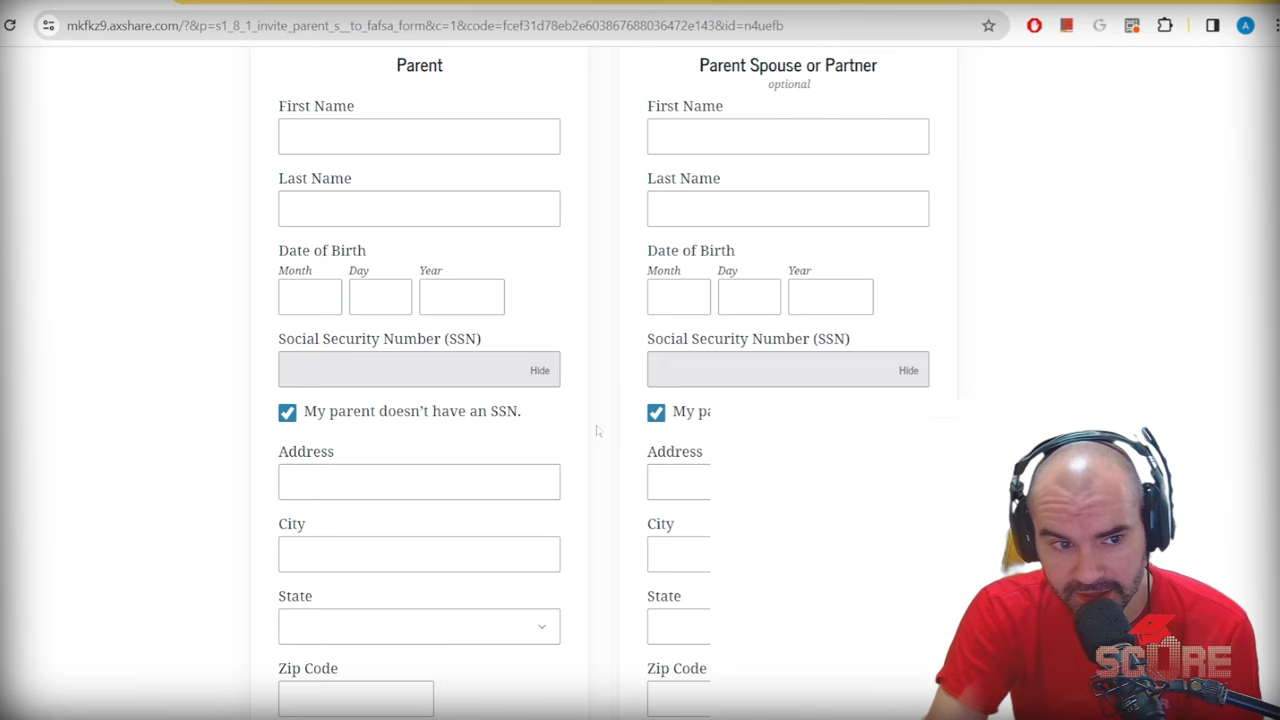 mkfkz9.axshare.com/?&p=s1_8_1_invite_parent_s__to_fafsa_form&c=1&ccode=fcef31d78eb2e603867688036472e143&id=n4uefb
A
Parent
First Name
Last Name
Date of Birth
Month Day Year
Social Security Number (SSN)
Hide
My parent doesn't have an SSN.
Address
City
State
Zip Code
Parent Spouse or Partner
optional
First Name
Last Name
Date of Birth
Month Day Year
Social Security Number (SSN)
Hide
My pa
Address
City
State
Zip Code